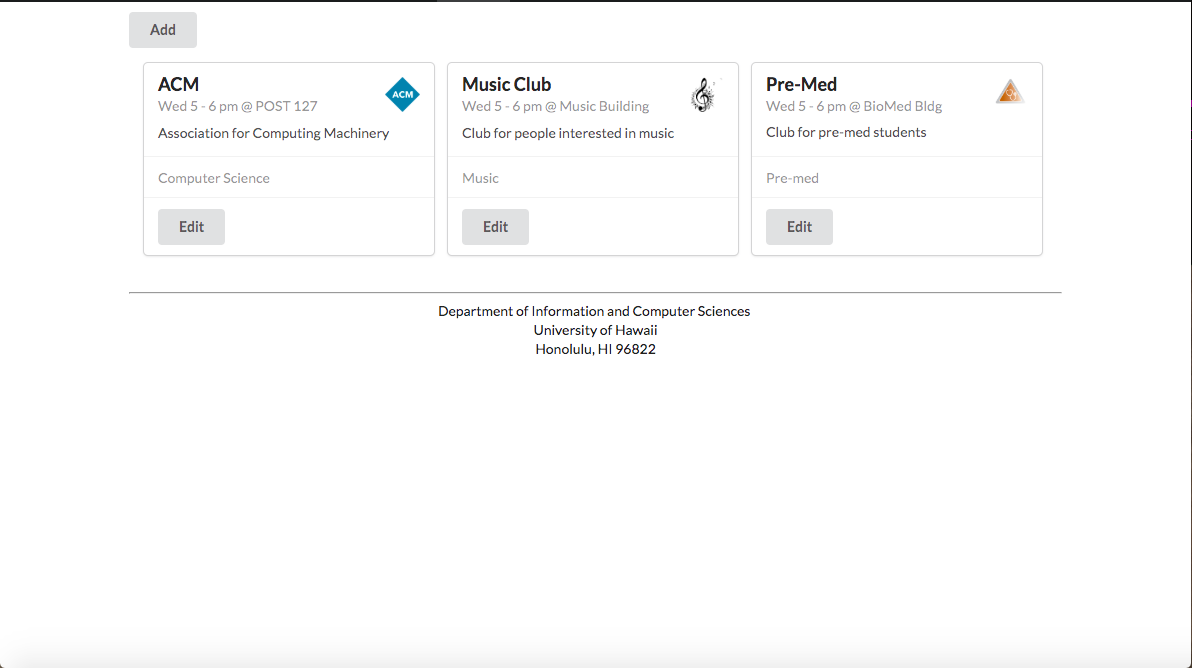 Add
ACM
ACM
Wed 5 - 6 pm @ POST 127
Association for Computing Machinery
Computer Science
Edit
Music Club
Wed 5 - 6 pm @ Music Building
Club for people interested in music
Music
Edit
Pre-Med
Wed 5 - 6 pm @ BioMed Bldg
Club for pre-med students
Pre-med
Edit
Department of Information and Computer Sciences
University of Hawaii
Honolulu, HI 96822